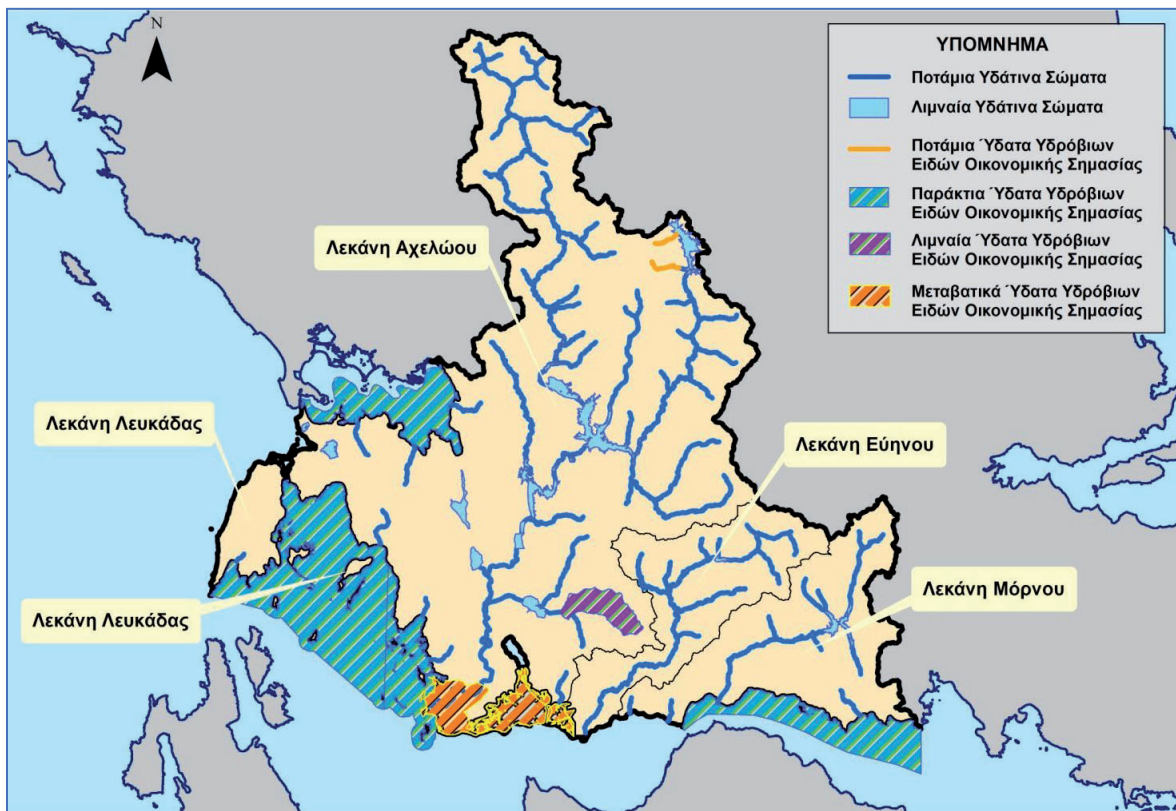 N
ΥΠΟΜΝΗΜΑ
Ποτάμια Υδάτινα Σώματα
Λιμναία Υδάτινα Σώματα
Ποτάμια Ύδατα Υδρόβιων
Ειδών Οικονομικής Σημασίας
Παράκτια Ύδατα Υδρόβιων
Ειδών Οικονομικής Σημασίας
Λιμναία Ύδατα Υδρόβιων
Ειδών Οικονομικής Σημασίας
Μεταβατικά Ύδατα Υδρόβιων
Ειδών Οικονομικής Σημασίας
Λεκάνη Αχελώου
Λεκάνη Λευκάδας
Λεκάνη Εύηνου
Λεκάνη Μόρνου
Λεκάνη Λευκάδας